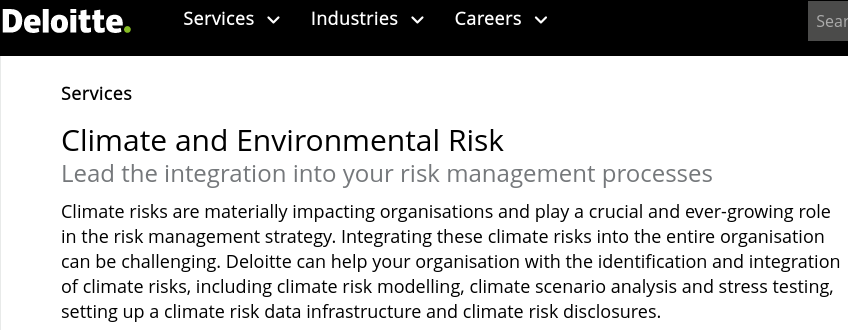 Deloitte.
Services
Industries
Careers
Sear
Services
Climate and Environmental Risk
Lead the integration into your risk management processes
Climate risks are materially impacting organisations and play a crucial and ever-growing role
in the risk management strategy. Integrating these climate risks into the entire organisation
can be challenging. Deloitte can help your organisation with the identification and integration
of climate risks, including climate risk modelling, climate scenario analysis and stress testing,
setting up a climate risk data infrastructure and climate risk disclosures.